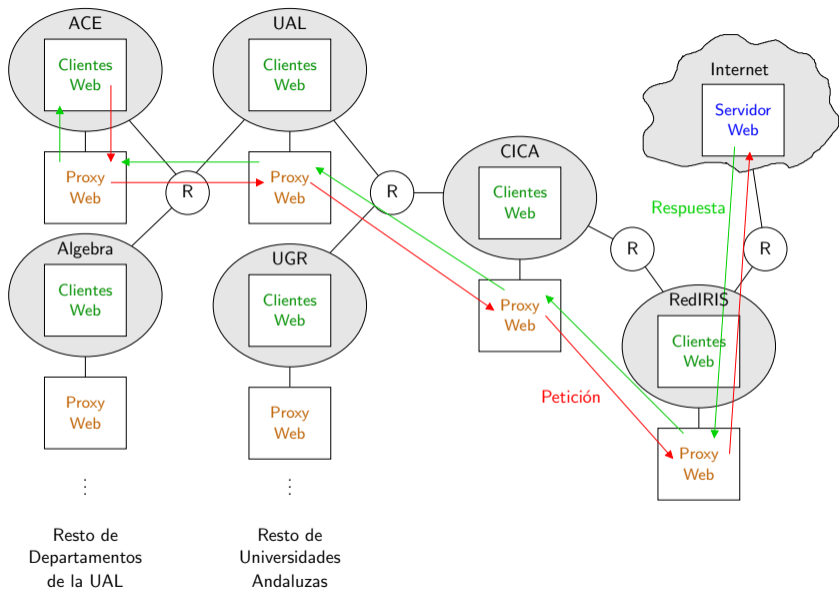 ACE
Clientes
Web
Proxy
Web
R
Algebra
Clientes
Web
Proxy
Web
⋮
Resto de
Departamentos
de la UAL
UAL
Clientes
Web
Proxy
Web
R
UGR
Clientes
Web
Proxy
Web
⋮
Resto de
Universidades
Andaluzas
CICA
Clientes
Web
Proxy
Web
R
Petición
Internet
Servidor
Web
Respuesta
R
RedIRIS
Clientes
Web
Proxy
Web